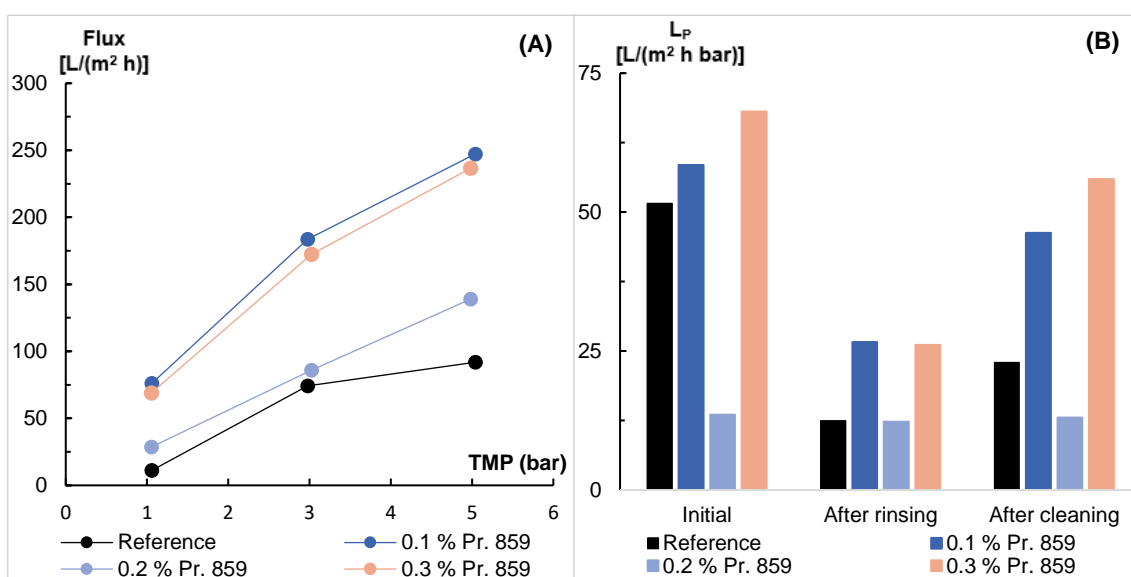 Flux
[L/(m² h)]
(A)
300
250
200
150
100
50
0
TMP (bar)
0 1 2 3 4 5 6
Reference
0.1 % Pr. 859
0.2 % Pr. 859
0.3 % Pr. 859
L_P
[L/(m² h bar)]
(B)
75
50
25
0
Initial After rinsing After cleaning
Reference
0.1 % Pr. 859
0.2 % Pr. 859
0.3 % Pr. 859